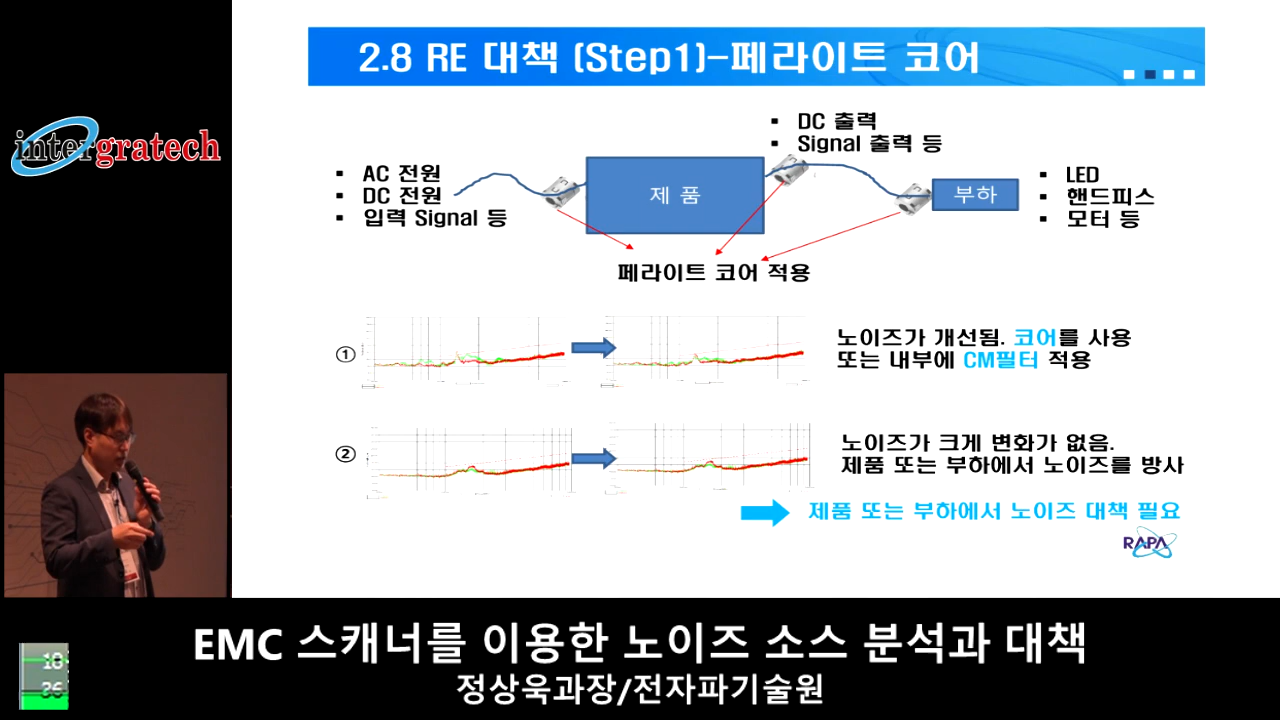 2.8 RE 대책 (Step1)-페라이트 코어
intergratech
▪ DC 출력
▪ Signal 출력 등
▪ AC 전원
▪ DC 전원
▪ 입력 Signal 등
제 품
부하
▪ LED
▪ 핸드피스
▪ 모터 등
페라이트 코어 적용
①
노이즈가 개선됨. 코어를 사용
또는 내부에 CM필터 적용
②
노이즈가 크게 변화가 없음.
제품 또는 부하에서 노이즈를 방사
제품 또는 부하에서 노이즈 대책 필요
RAPA
EMC 스캐너를 이용한 노이즈 소스 분석과 대책
정상욱과장/전자파기술원
18
26